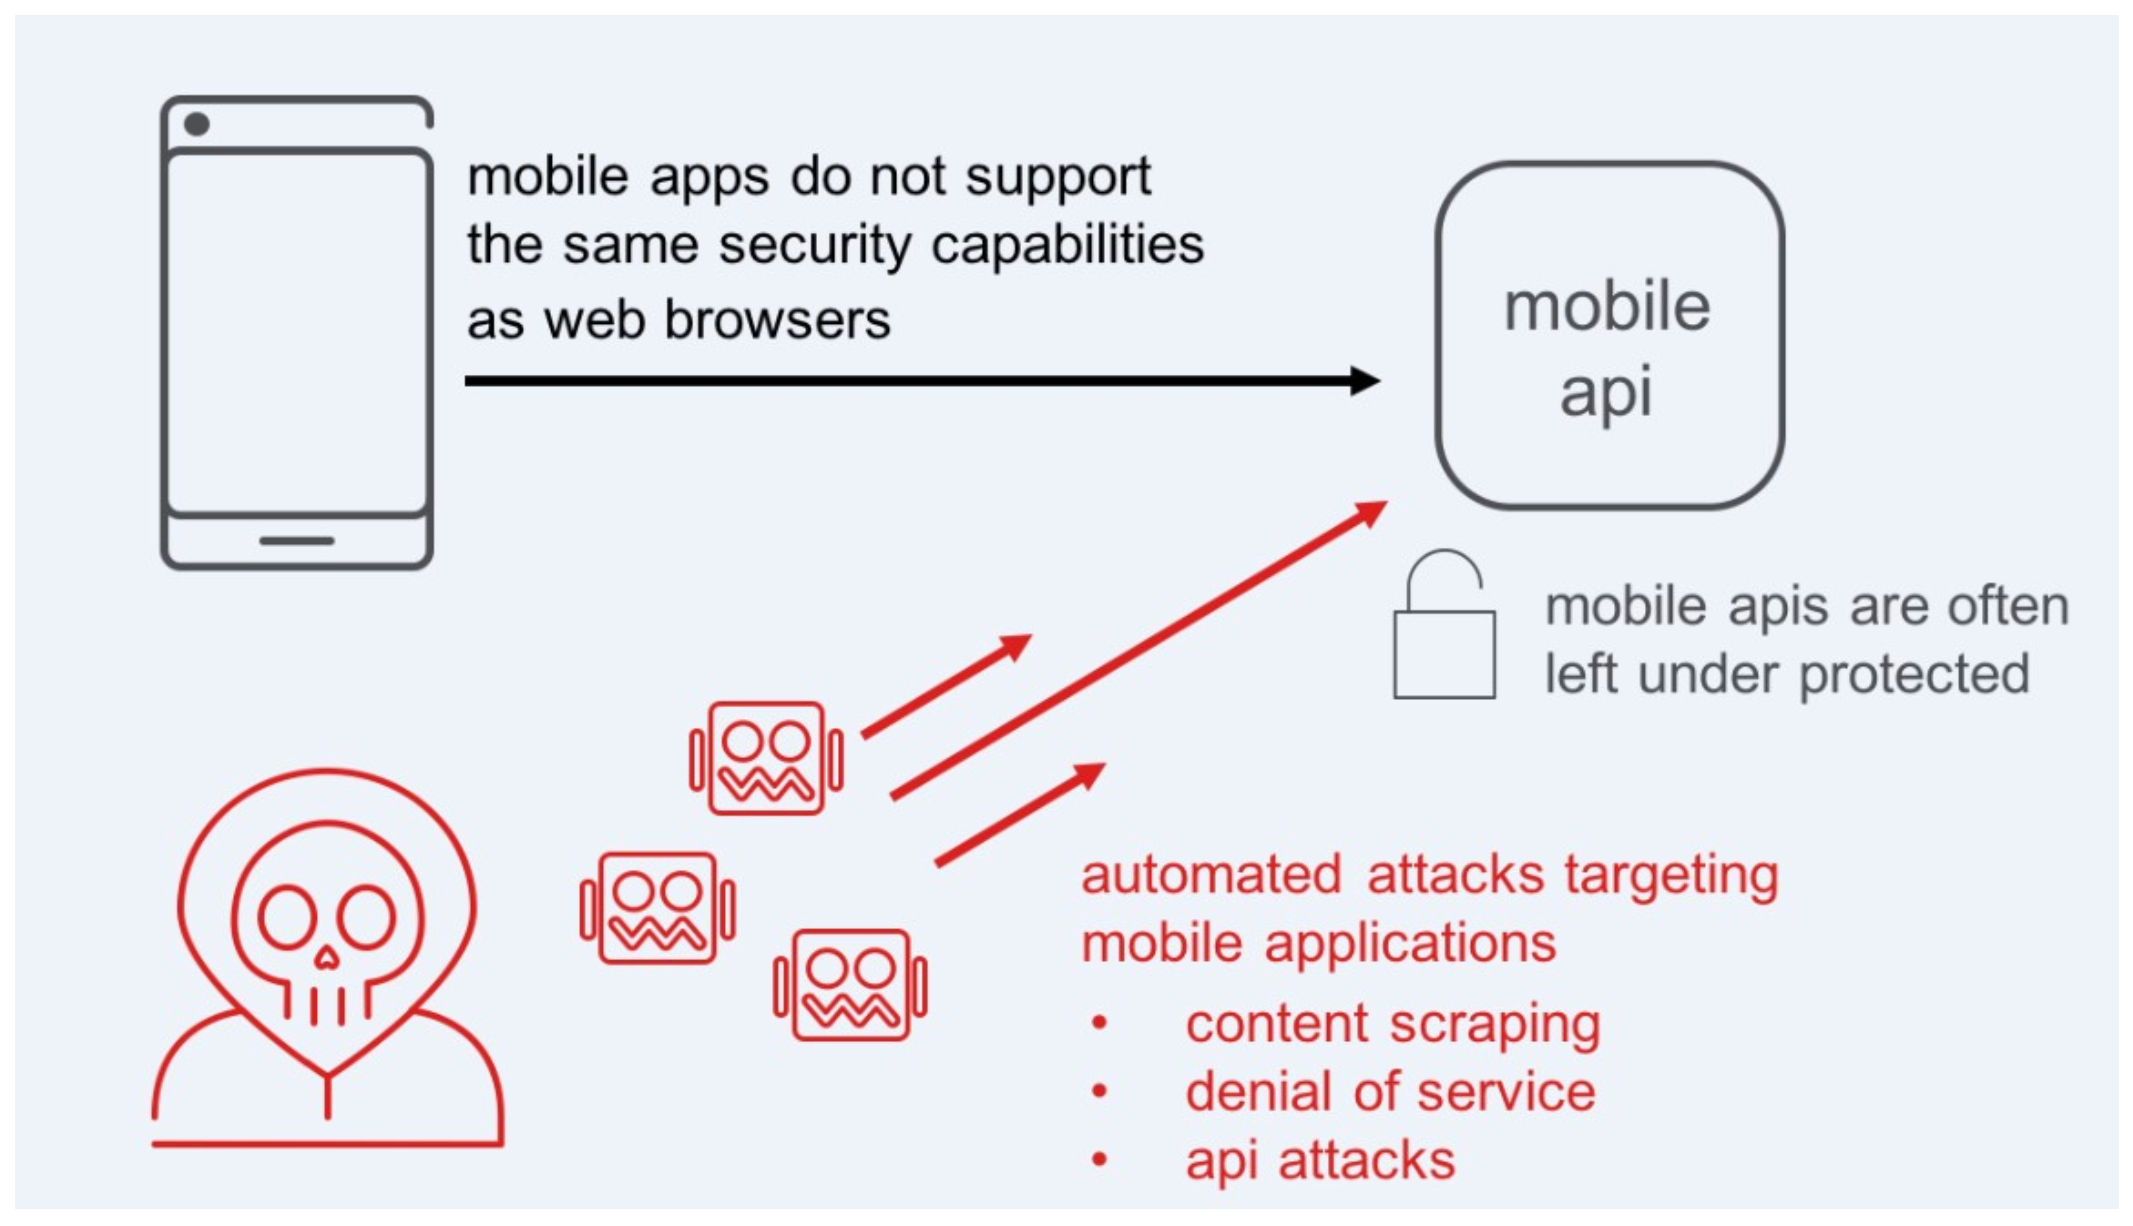 mobile apps do not support
the same security capabilities
as web browsers
mobile
api
mobile apis are often
left under protected
automated attacks targeting
mobile applications
• content scraping
• denial of service
• api attacks